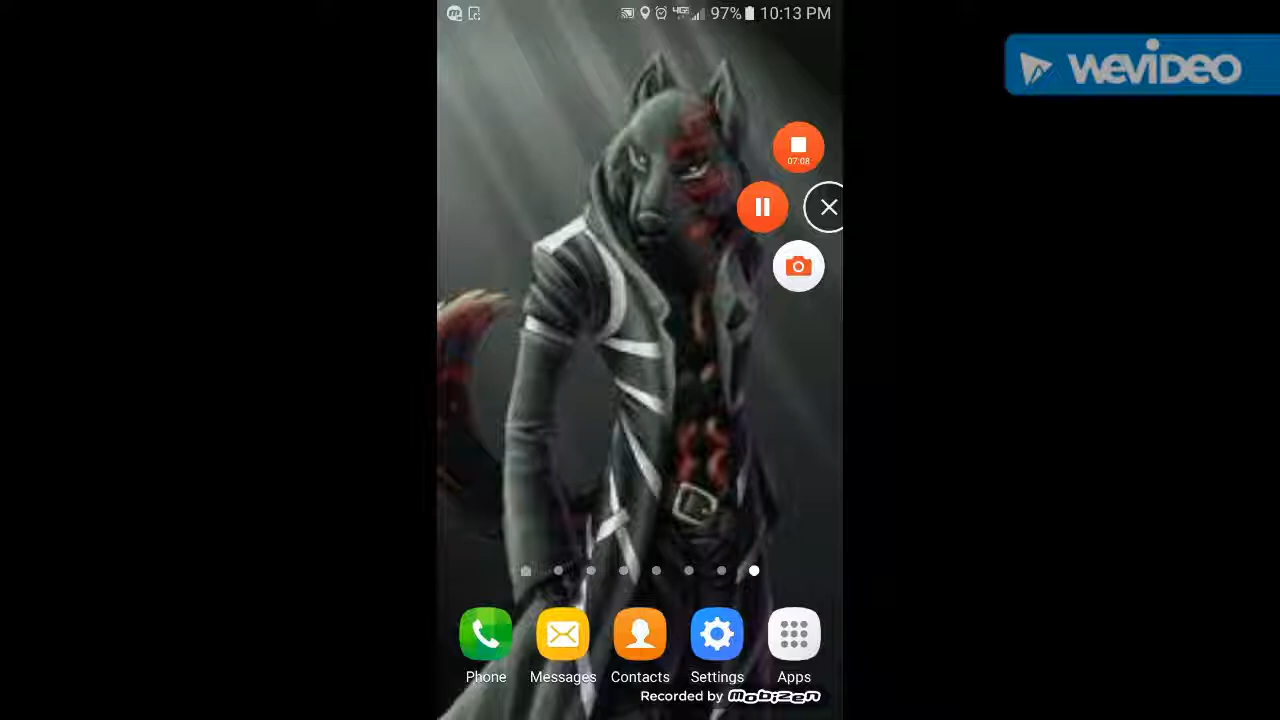 97% 10:13 PM
WEVIDEO
07:08
Phone Messages Contacts Settings Apps
Recorded by MOBIZEN